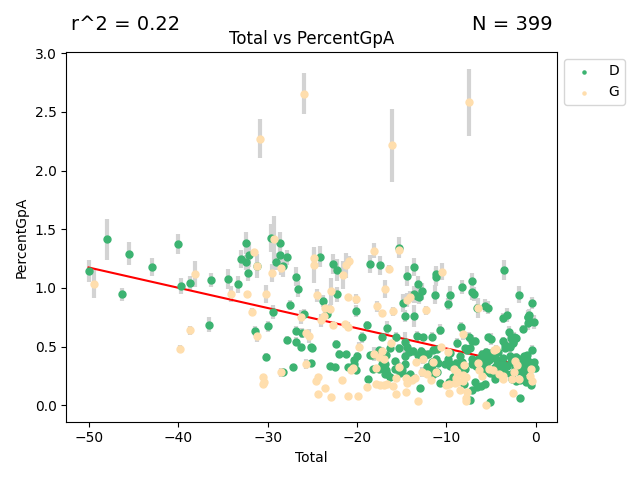 r^2 = 0.22 N = 399
Total vs PercentGpA
D
G
3.0
2.5
2.0
1.5
1.0
0.5
0.0
PercentGpA
−50 −40 −30 −20 −10 0
Total